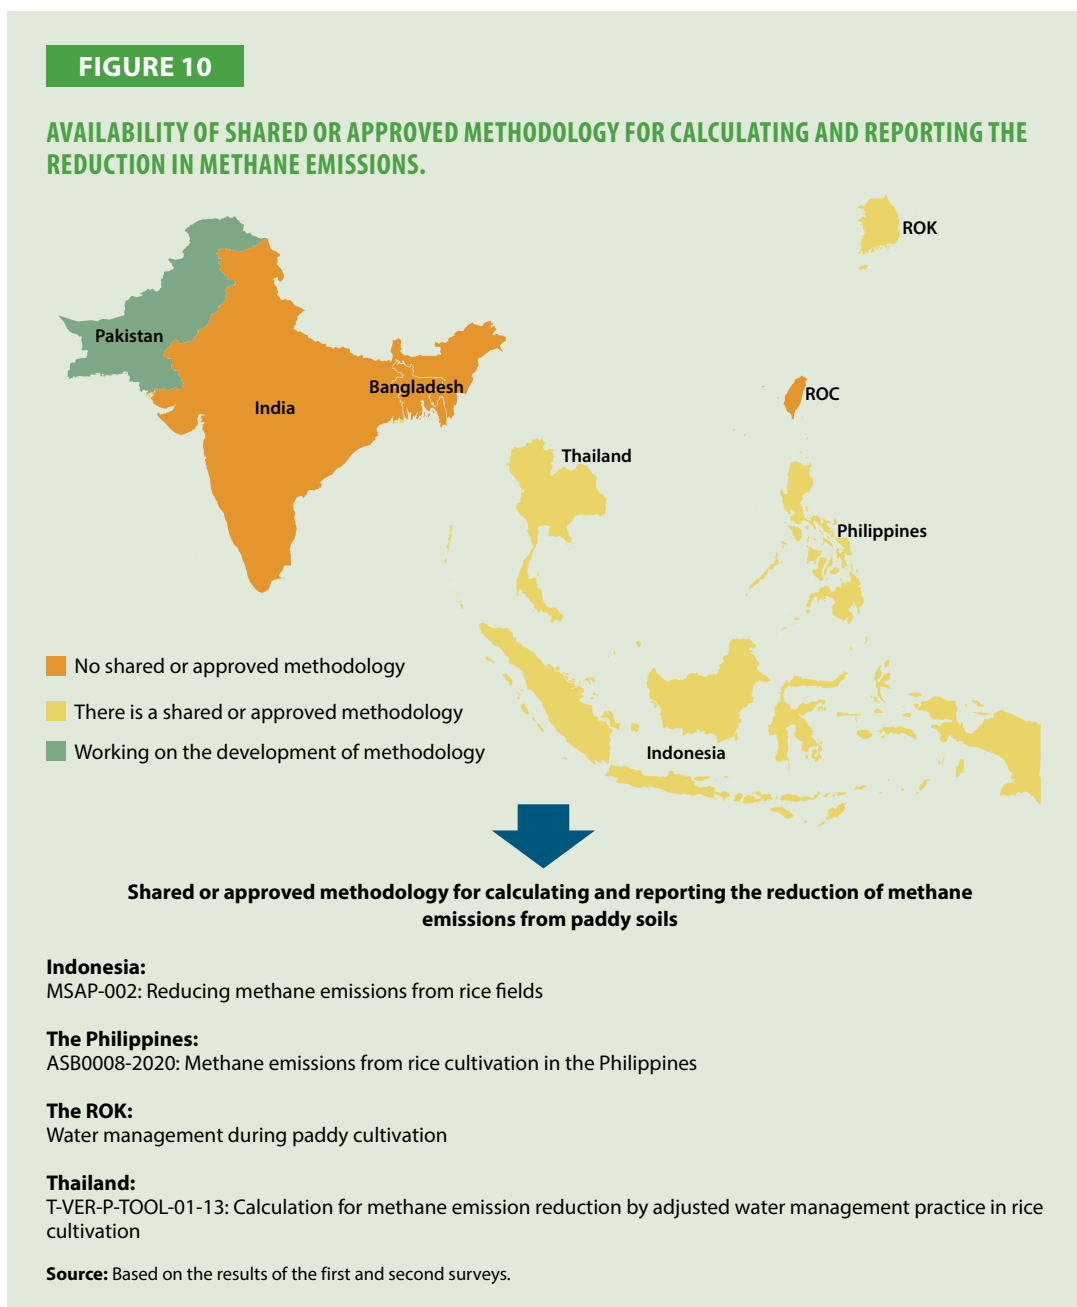 FIGURE 10
AVAILABILITY OF SHARED OR APPROVED METHODOLOGY FOR CALCULATING AND REPORTING THE
REDUCTION IN METHANE EMISSIONS.
ROK
Pakistan
Bangladesh
India
ROC
Thailand
Philippines
No shared or approved methodology
There is a shared or approved methodology
Working on the development of methodology
Indonesia
Shared or approved methodology for calculating and reporting the reduction of methane
emissions from paddy soils
Indonesia:
MSAP-002: Reducing methane emissions from rice fields
The Philippines:
ASB0008-2020: Methane emissions from rice cultivation in the Philippines
The ROK:
Water management during paddy cultivation
Thailand:
T-VER-P-TOOL-01-13: Calculation for methane emission reduction by adjusted water management practice in rice
cultivation
Source: Based on the results of the first and second surveys.